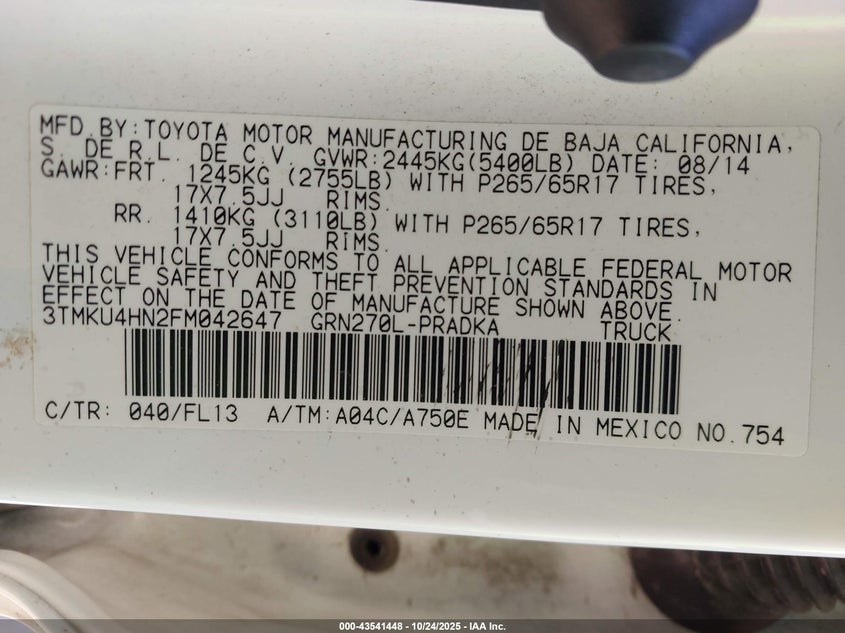 MFD. BY: TOYOTA MOTOR MANUFACTURING DE BAJA CALIFORNIA,
S. DE R.L. DE C.V. GVWR:2445KG(5400LB) DATE: 08/14
GAWR:FRT. 1245KG (2755LB) WITH P265/65R17 TIRES,
17X7.5JJ RIMS.
RR. 1410KG (3110LB) WITH P265/65R17 TIRES,
17X7.5JJ RIMS.
THIS VEHICLE CONFORMS TO ALL APPLICABLE FEDERAL MOTOR
VEHICLE SAFETY AND THEFT PREVENTION STANDARDS IN
EFFECT ON THE DATE OF MANUFACTURE SHOWN ABOVE.
3TMKU4HN2FM042647 GRN270L-PRADKA TRUCK
C/TR: 040/FL13 A/TM:A04C/A750E MADE IN MEXICO NO.754
000-43541448 - 10/24/2025 - IAA Inc.